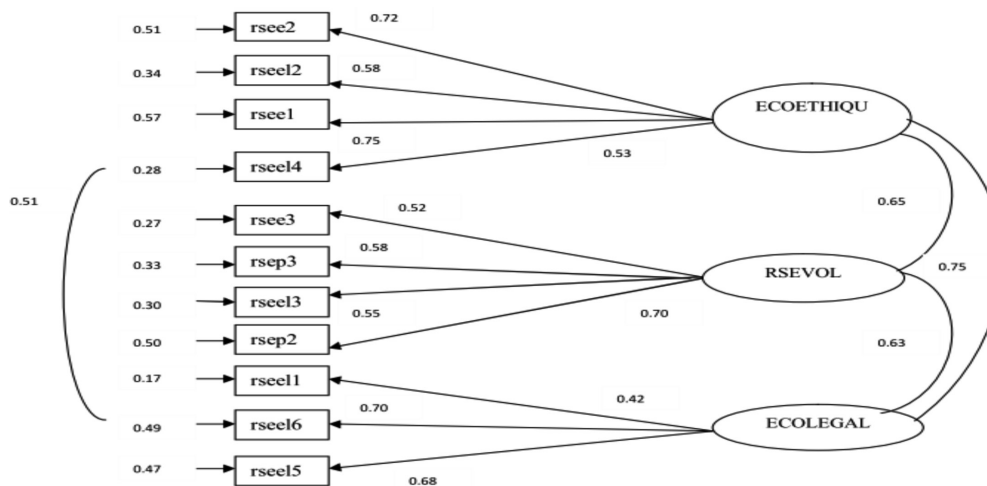 0.51 rsee2 0.72
0.34 rseel2 0.58
ECOETHIQU
0.57 rsee1
0.75
0.53
0.28 rseel4
0.51
0.52
0.65
0.27 rsee3
0.58
0.33 rsep3
RSEVOL
0.75
0.30 rseel3
0.55 0.70
0.50 rsep2
0.63
0.17 rseel1
0.42
0.70
0.49 rseel6
ECOLEGAL
0.47 rseel5
0.68